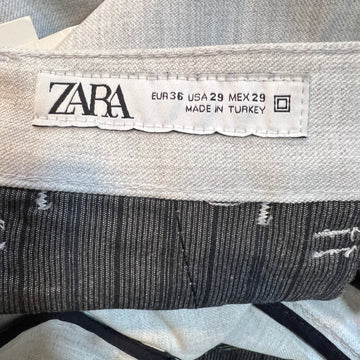 ZARA
EUR 36 USA 29 MEX 29
MADE IN TURKEY